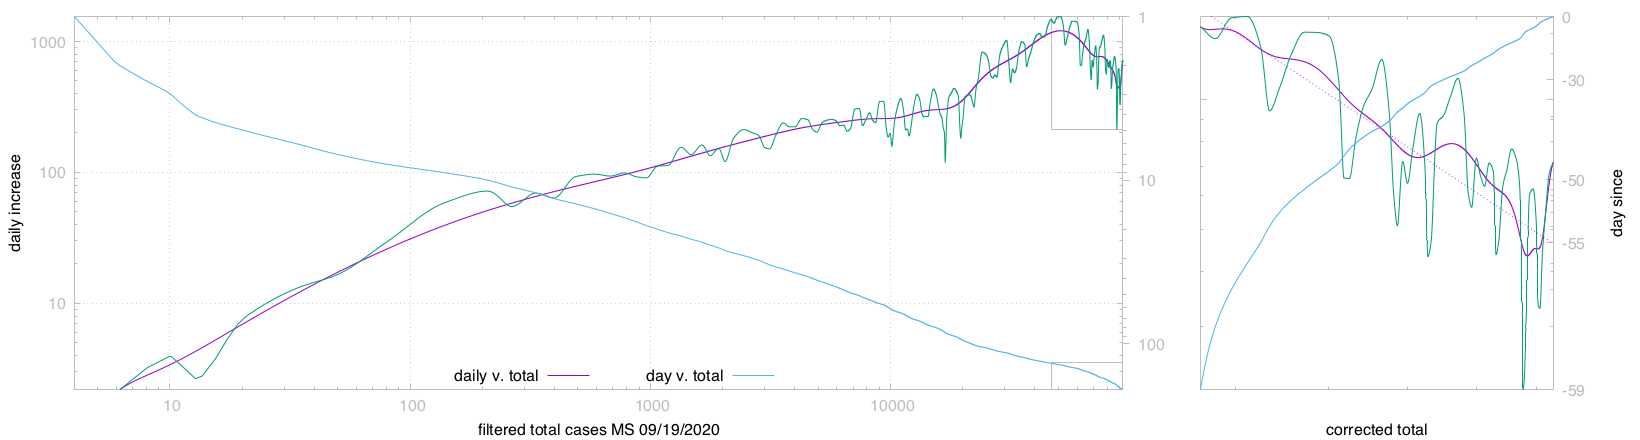 1000
100
10
daily increase
10
100
1000
10000
filtered total cases MS 09/19/2020
daily v. total
day v. total
1
10
100
0
-30
-50
-55
-59
day since
corrected total